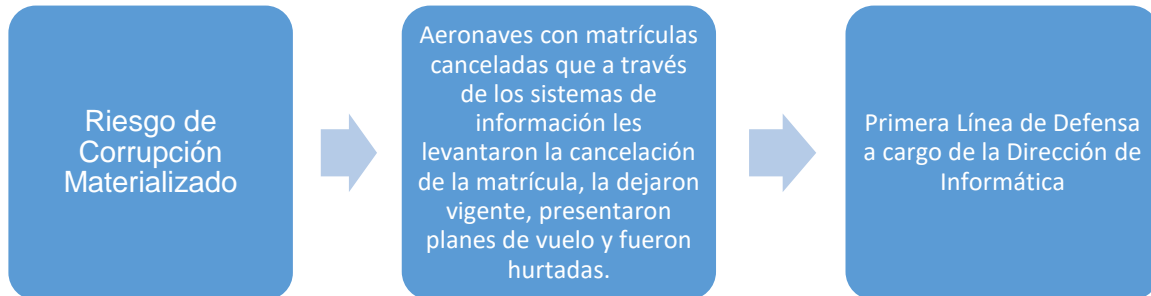 Riesgo de
Corrupción
Materializado
Aeronaves con matrículas
canceladas que a través
de los sistemas de
información les
levantaron la cancelación
de la matrícula, la dejaron
vigente, presentaron
planes de vuelo y fueron
hurtadas.
Primera Línea de Defensa
a cargo de la Dirección de
Informática